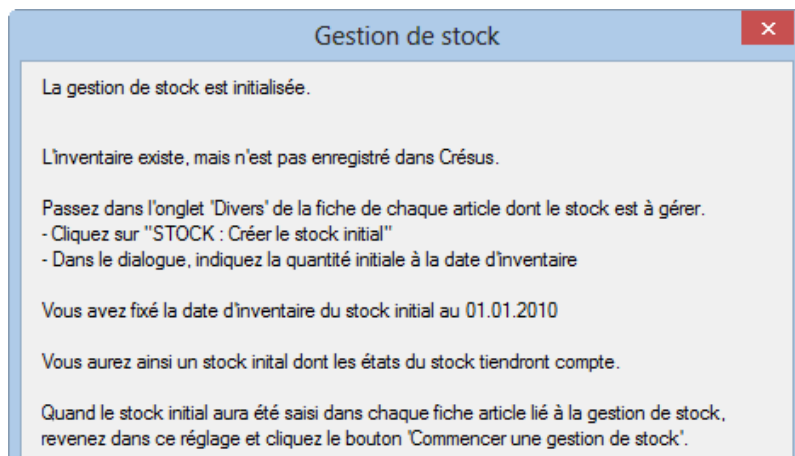 Gestion de stock
La gestion de stock est initialisée.
L'inventaire existe, mais n'est pas enregistré dans Crésus.
Passez dans l'onglet 'Divers' de la fiche de chaque article dont le stock est à gérer.
- Cliquez sur "STOCK : Créer le stock initial"
- Dans le dialogue, indiquez la quantité initiale à la date d'inventaire
Vous avez fixé la date d'inventaire du stock initial au 01.01.2010
Vous aurez ainsi un stock inital dont les états du stock tiendront compte.
Quand le stock initial aura été saisi dans chaque fiche article lié à la gestion de stock,
revenez dans ce réglage et cliquez le bouton 'Commencer une gestion de stock'.